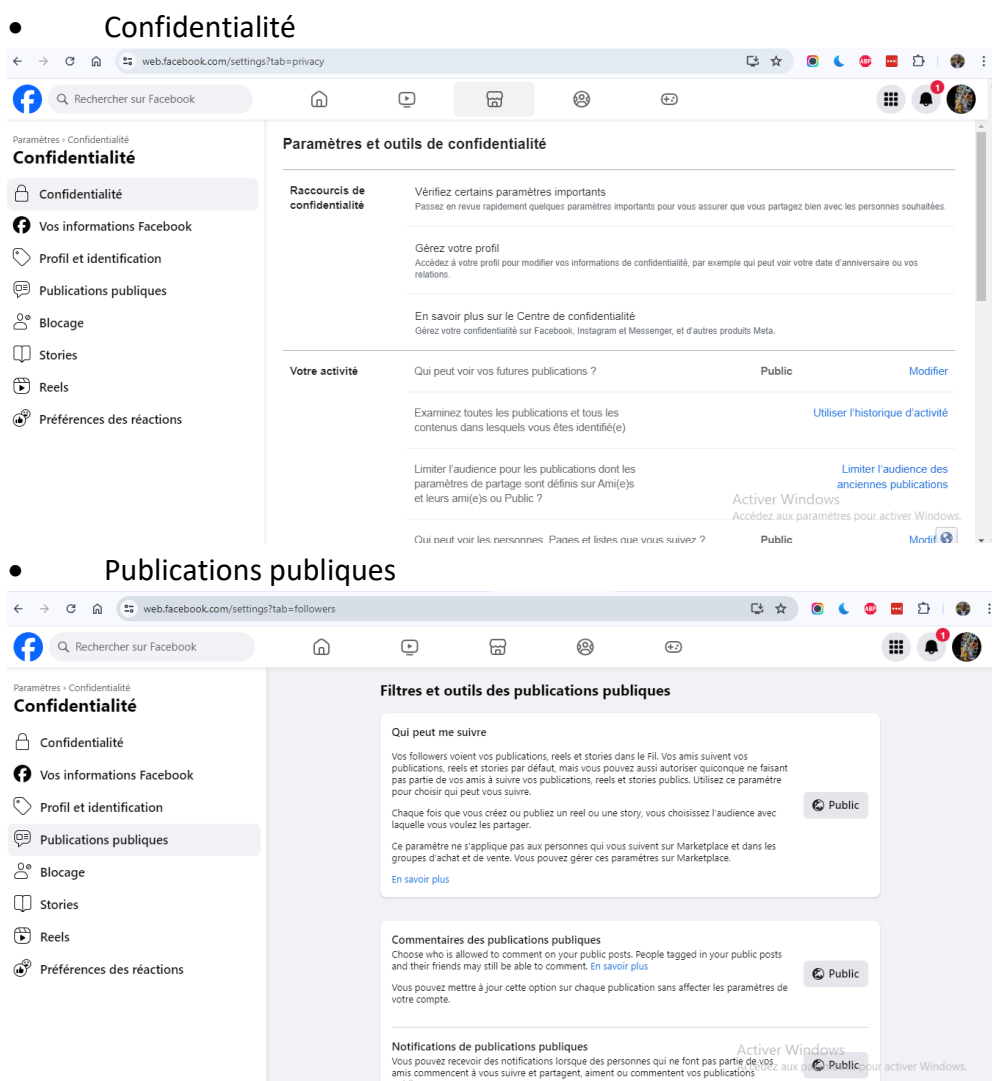 ● Confidentialité
web.facebook.com/settings?tab=privacy
ABP
Rechercher sur Facebook
1
Paramètres › Confidentialité
Confidentialité
Confidentialité
Vos informations Facebook
Profil et identification
Publications publiques
Blocage
Stories
Reels
Préférences des réactions
Paramètres et outils de confidentialité
Raccourcis de
confidentialité
Vérifiez certains paramètres importants
Passez en revue rapidement quelques paramètres importants pour vous assurer que vous partagez bien avec les personnes souhaitées.
Gérez votre profil
Accédez à votre profil pour modifier vos informations de confidentialité, par exemple qui peut voir votre date d'anniversaire ou vos
relations.
En savoir plus sur le Centre de confidentialité
Gérez votre confidentialité sur Facebook, Instagram et Messenger, et d'autres produits Meta.
Votre activité
Qui peut voir vos futures publications ?
Public
Modifier
Examinez toutes les publications et tous les
contenus dans lesquels vous êtes identifié(e)
Utiliser l'historique d'activité
Limiter l'audience pour les publications dont les
paramètres de partage sont définis sur Ami(e)s
et leurs ami(e)s ou Public ?
Limiter l'audience des
anciennes publications
Activer Windows
Accédez aux paramètres pour activer Windows.
Qui peut voir les personnes, Pages et listes que vous suivez ?
Public
Modif
● Publications publiques
web.facebook.com/settings?tab=followers
ABP
Rechercher sur Facebook
1
Paramètres › Confidentialité
Confidentialité
Confidentialité
Vos informations Facebook
Profil et identification
Publications publiques
Blocage
Stories
Reels
Préférences des réactions
Filtres et outils des publications publiques
Qui peut me suivre
Vos followers voient vos publications, reels et stories dans le Fil. Vos amis suivent vos
publications, reels et stories par défaut, mais vous pouvez aussi autoriser quiconque ne faisant
pas partie de vos amis à suivre vos publications, reels et stories publics. Utilisez ce paramètre
pour choisir qui peut vous suivre.
Chaque fois que vous créez ou publiez un reel ou une story, vous choisissez l'audience avec
laquelle vous voulez les partager.
Ce paramètre ne s'applique pas aux personnes qui vous suivent sur Marketplace et dans les
groupes d'achat et de vente. Vous pouvez gérer ces paramètres sur Marketplace.
En savoir plus
Public
Commentaires des publications publiques
Choose who is allowed to comment on your public posts. People tagged in your public posts
and their friends may still be able to comment. En savoir plus
Vous pouvez mettre à jour cette option sur chaque publication sans affecter les paramètres de
votre compte.
Public
Notifications de publications publiques
Vous pouvez recevoir des notifications lorsque des personnes qui ne font pas partie de vos
amis commencent à vous suivre et partagent, aiment ou commentent vos publications
Public
Activer Windows
pour activer Windows.